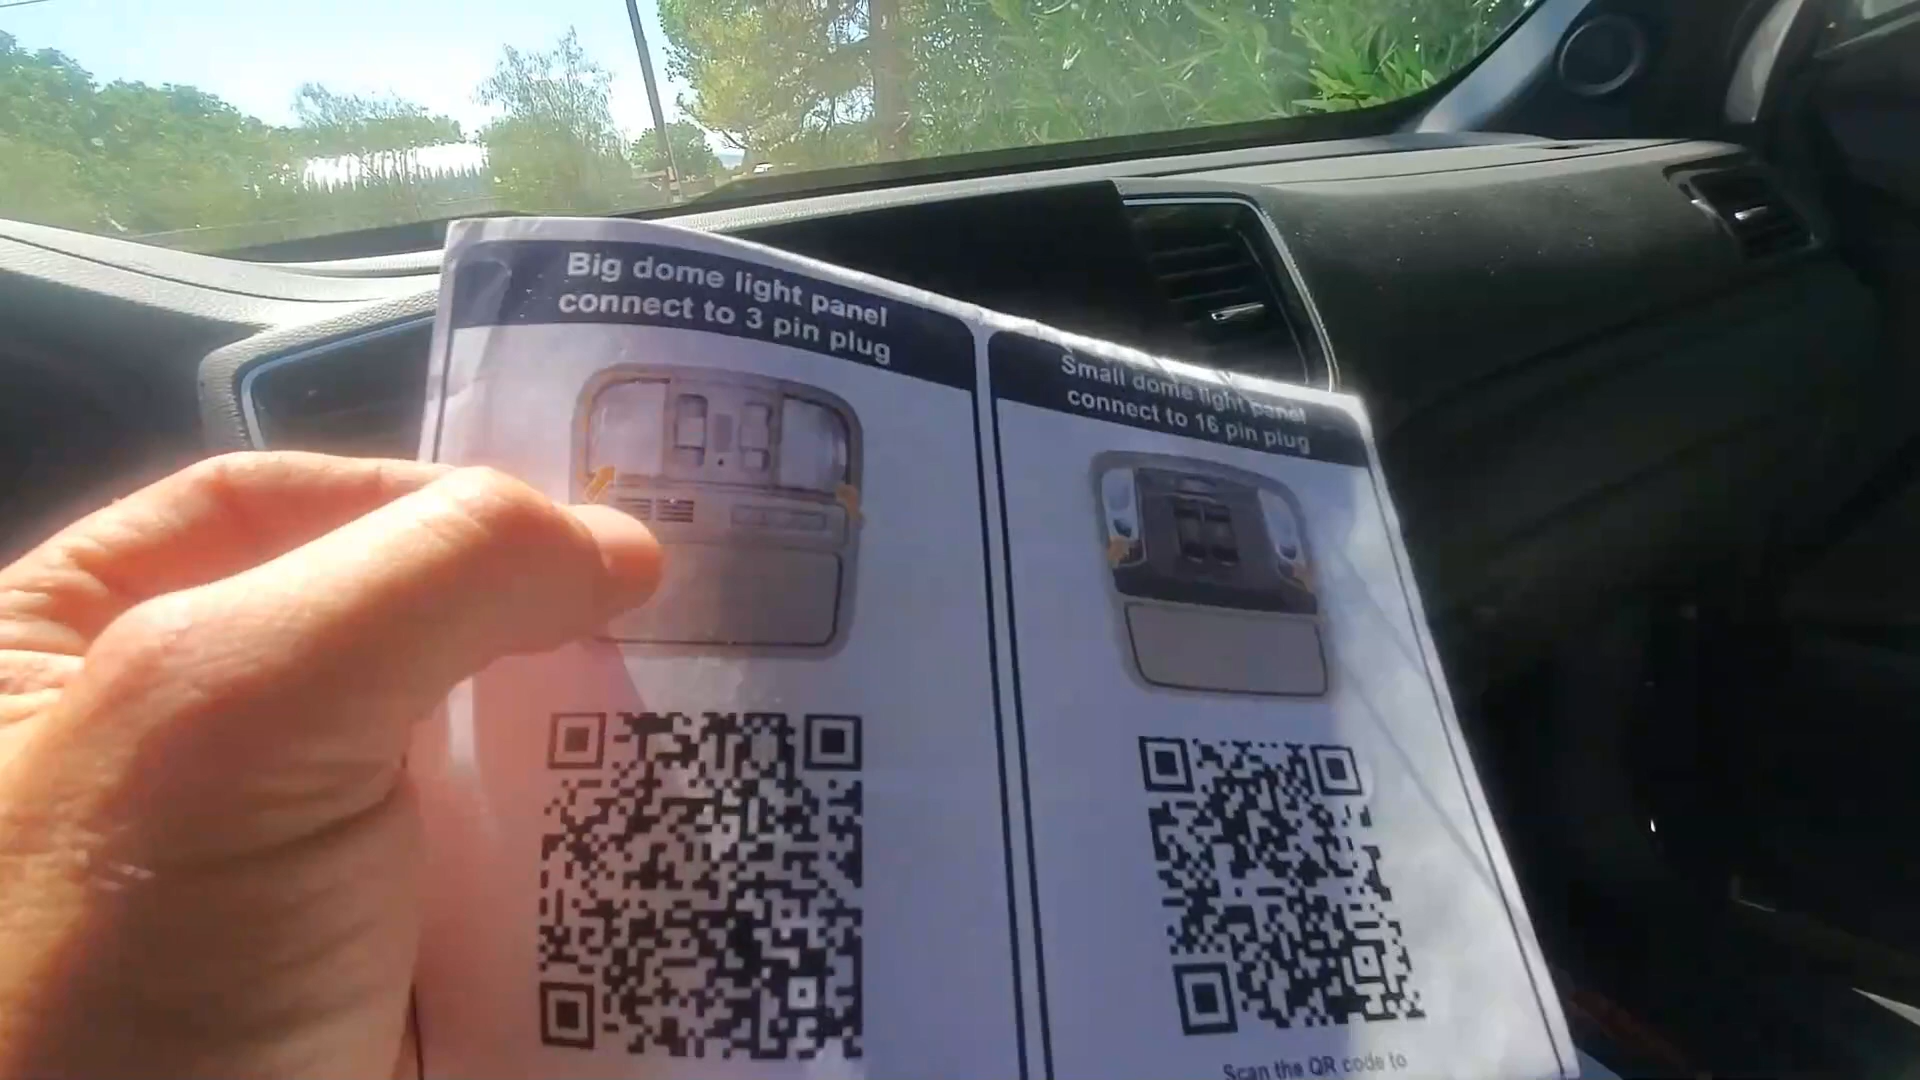 Big dome light panel
connect to 3 pin plug
Small dome light panel
connect to 16 pin plug
Scan the QR code to